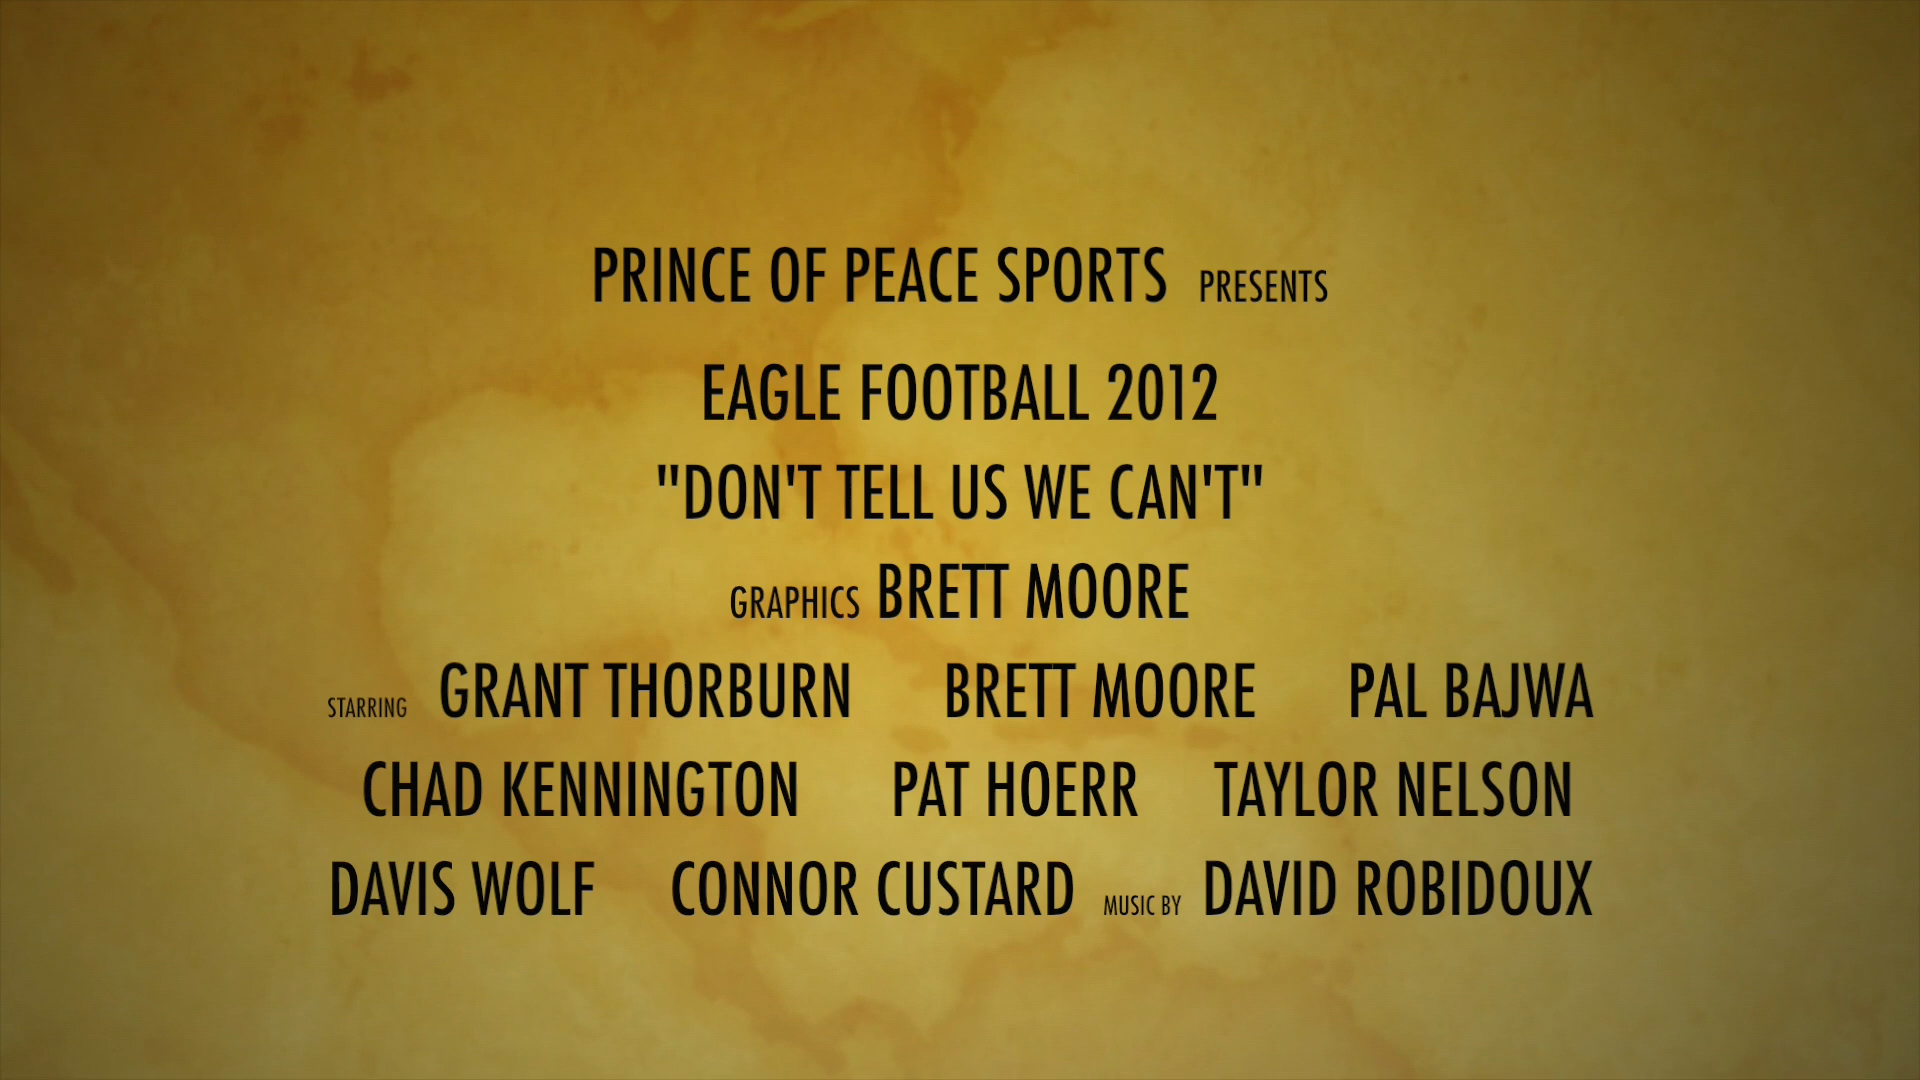 PRINCE OF PEACE SPORTS PRESENTS
EAGLE FOOTBALL 2012
"DON'T TELL US WE CAN'T"
GRAPHICS BRETT MOORE
STARRING GRANT THORBURN BRETT MOORE PAL BAJWA
CHAD KENNINGTON PAT HOERR TAYLOR NELSON
DAVIS WOLF CONNOR CUSTARD MUSIC BY DAVID ROBIDOUX